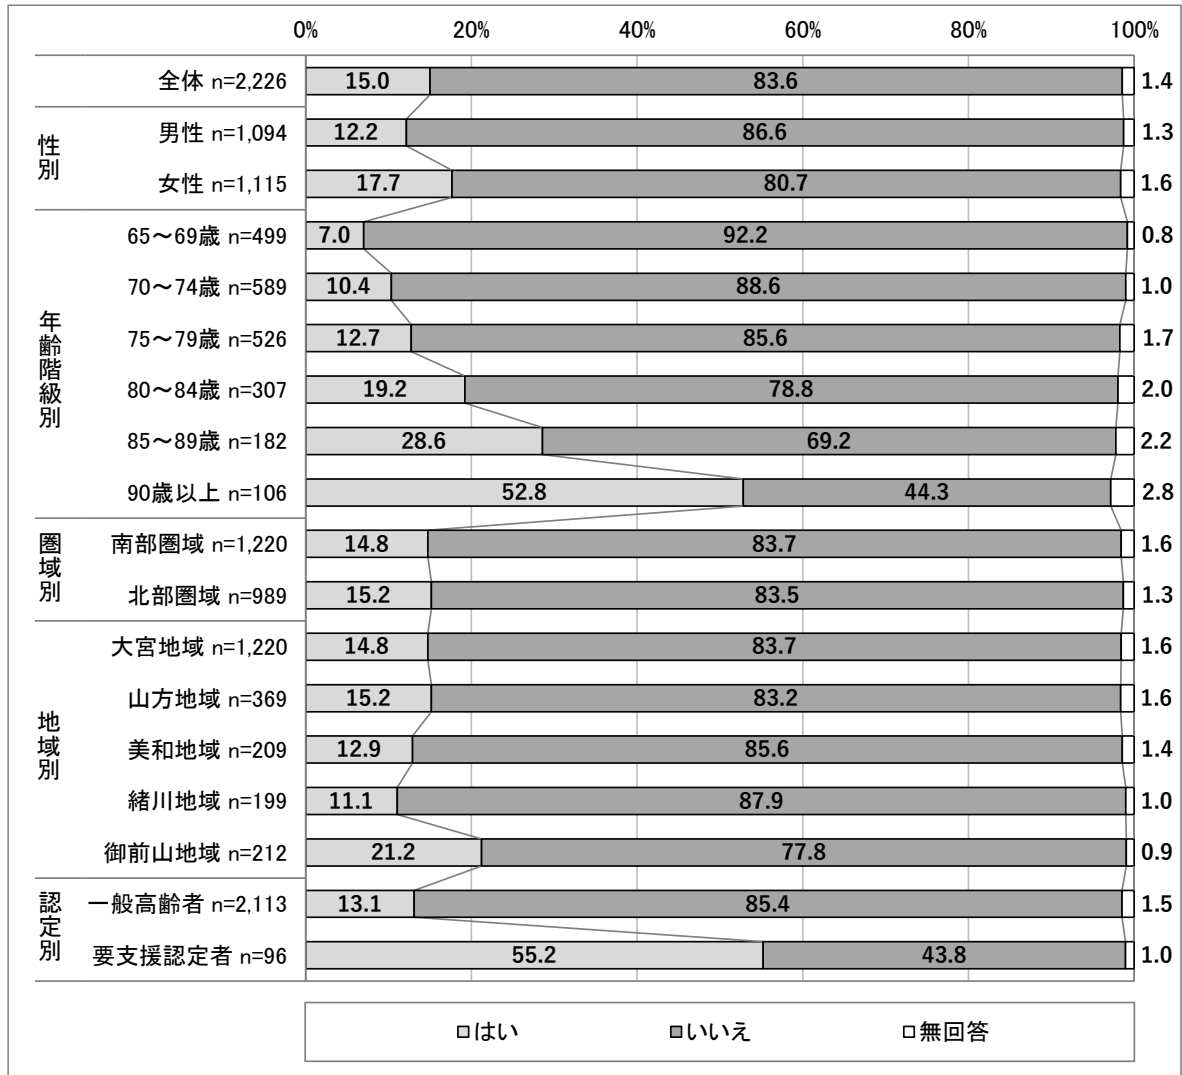 0% 20% 40% 60% 80% 100%
全体 n=2,226 15.0 83.6 1.4
性別
男性 n=1,094 12.2 86.6 1.3
女性 n=1,115 17.7 80.7 1.6
年齢階級別
65～69歳 n=499 7.0 92.2 0.8
70～74歳 n=589 10.4 88.6 1.0
75～79歳 n=526 12.7 85.6 1.7
80～84歳 n=307 19.2 78.8 2.0
85～89歳 n=182 28.6 69.2 2.2
90歳以上 n=106 52.8 44.3 2.8
圏域別
南部圏域 n=1,220 14.8 83.7 1.6
北部圏域 n=989 15.2 83.5 1.3
地域別
大宮地域 n=1,220 14.8 83.7 1.6
山方地域 n=369 15.2 83.2 1.6
美和地域 n=209 12.9 85.6 1.4
緒川地域 n=199 11.1 87.9 1.0
御前山地域 n=212 21.2 77.8 0.9
認定別
一般高齢者 n=2,113 13.1 85.4 1.5
要支援認定者 n=96 55.2 43.8 1.0
はい いいえ 無回答